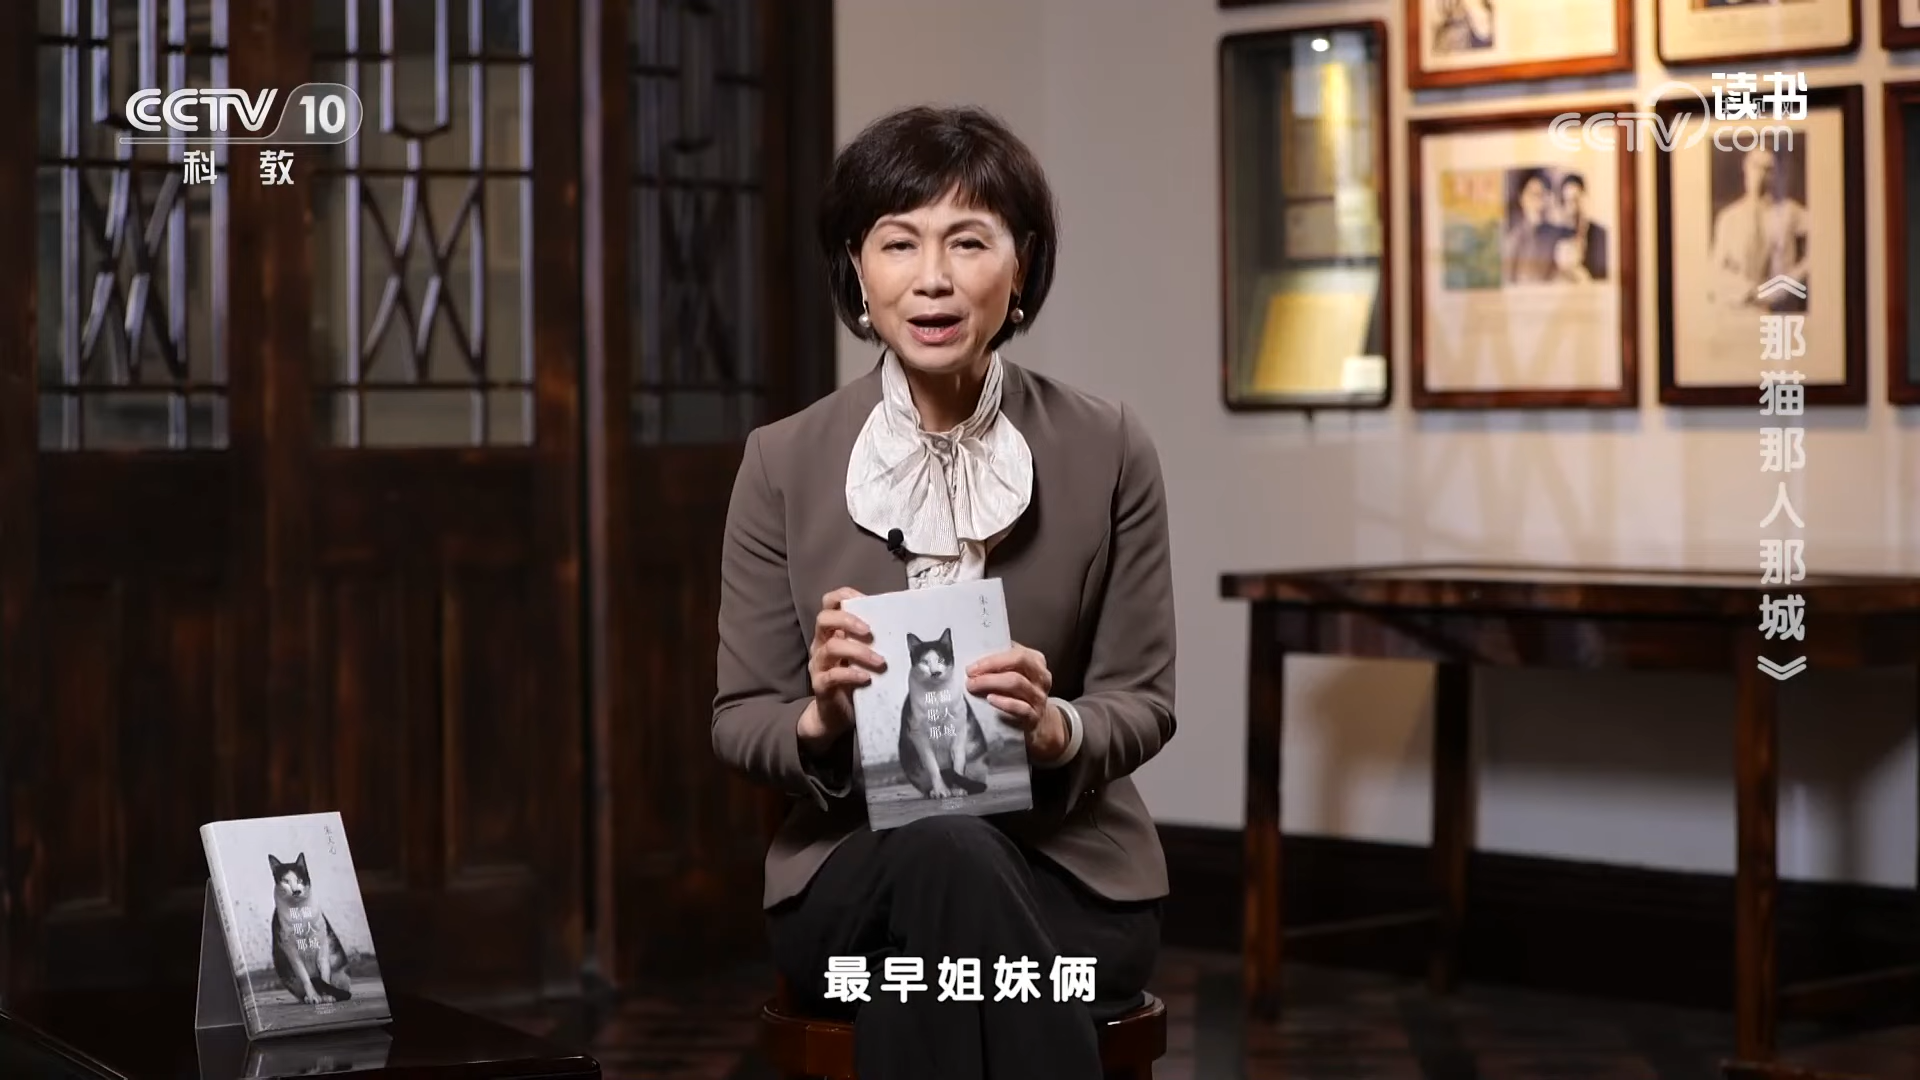 CCTV 10
科教
读书
CCTV.com
《那猫那人那城》
朱天心
那猫
那人
那城
朱天心
那猫
那人
那城
最早姐妹俩